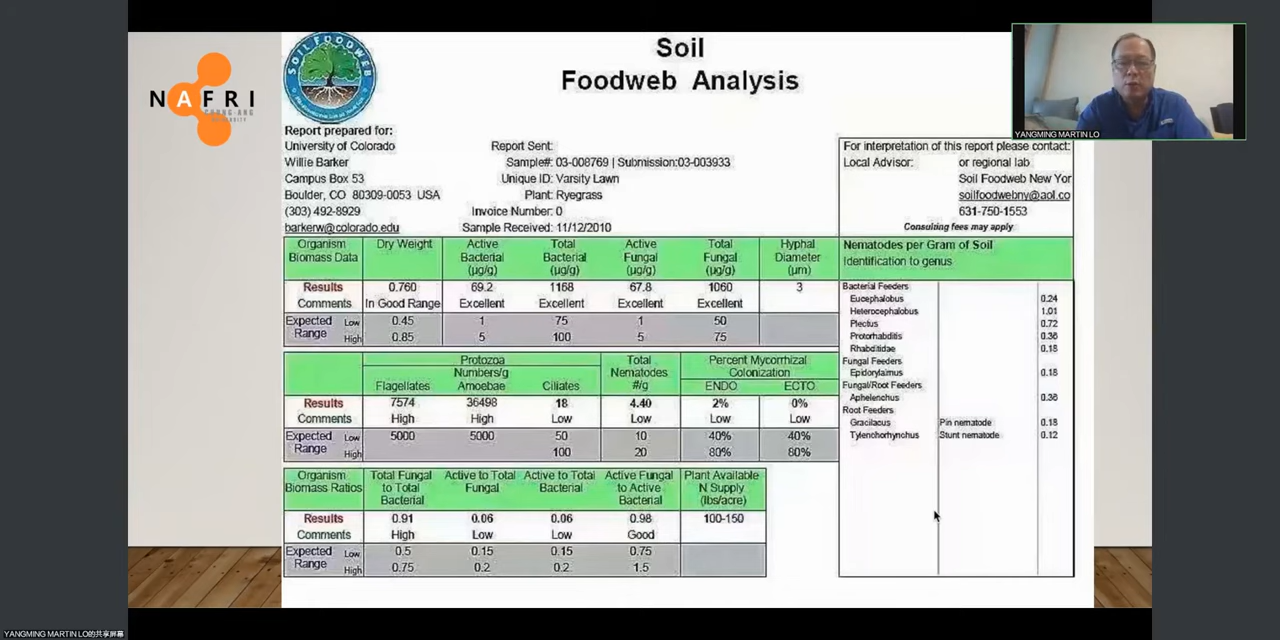 NAFRI
CHUNG-ANG
UNIVERSITY
SOIL FOODWEB
Soil
Foodweb Analysis
YANGMING MARTIN LO
Report prepared for:
University of Colorado
Willie Barker
Campus Box 53
Boulder, CO 80309-0053 USA
(303) 492-8929
barkerw@colorado.edu
Report Sent:
Sample#: 03-008769 | Submission:03-003933
Unique ID: Varsity Lawn
Plant: Ryegrass
Invoice Number: 0
Sample Received: 11/12/2010
For interpretation of this report please contact:
Local Advisor: or regional lab
Soil Foodweb New Yor
soilfoodwebny@aol.co
631-750-1553
Consulting fees may apply
Organism Biomass Data Dry Weight Active Bacterial (µg/g) Total Bacterial (µg/g) Active Fungal (µg/g) Total Fungal (µg/g) Hyphal Diameter (µm)
Results 0.760 69.2 1168 67.8 1060 3
Comments In Good Range Excellent Excellent Excellent Excellent
Expected Range Low 0.45 1 75 1 50
High 0.85 5 100 5 75
Protozoa
Numbers/g
Flagellates Amoebae Ciliates Total Nematodes #/g Percent Mycorrhizal Colonization
ENDO ECTO
Results 7574 36498 18 4.40 2% 0%
Comments High High Low Low Low Low
Expected Range Low 5000 5000 50 10 40% 40%
High 100 20 80% 80%
Organism Biomass Ratios Total Fungal to Total Bacterial Active to Total Fungal Active to Total Bacterial Active Fungal to Active Bacterial Plant Available N Supply (lbs/acre)
Results 0.91 0.06 0.06 0.98 100-150
Comments High Low Low Good
Expected Range Low 0.5 0.15 0.15 0.75
High 0.75 0.2 0.2 1.5
Nematodes per Gram of Soil
Identification to genus
Bacterial Feeders
Eucephalobus 0.24
Heterocephalobus 1.01
Plectus 0.72
Protorhabditis 0.36
Rhabditidae 0.18
Fungal Feeders
Epidorylaimus 0.18
Fungal/Root Feeders
Aphelenchus 0.36
Root Feeders
Gracilacus Pin nematode 0.18
Tylenchorhynchus Stunt nematode 0.12
YANGMING MARTIN LO的共享屏幕